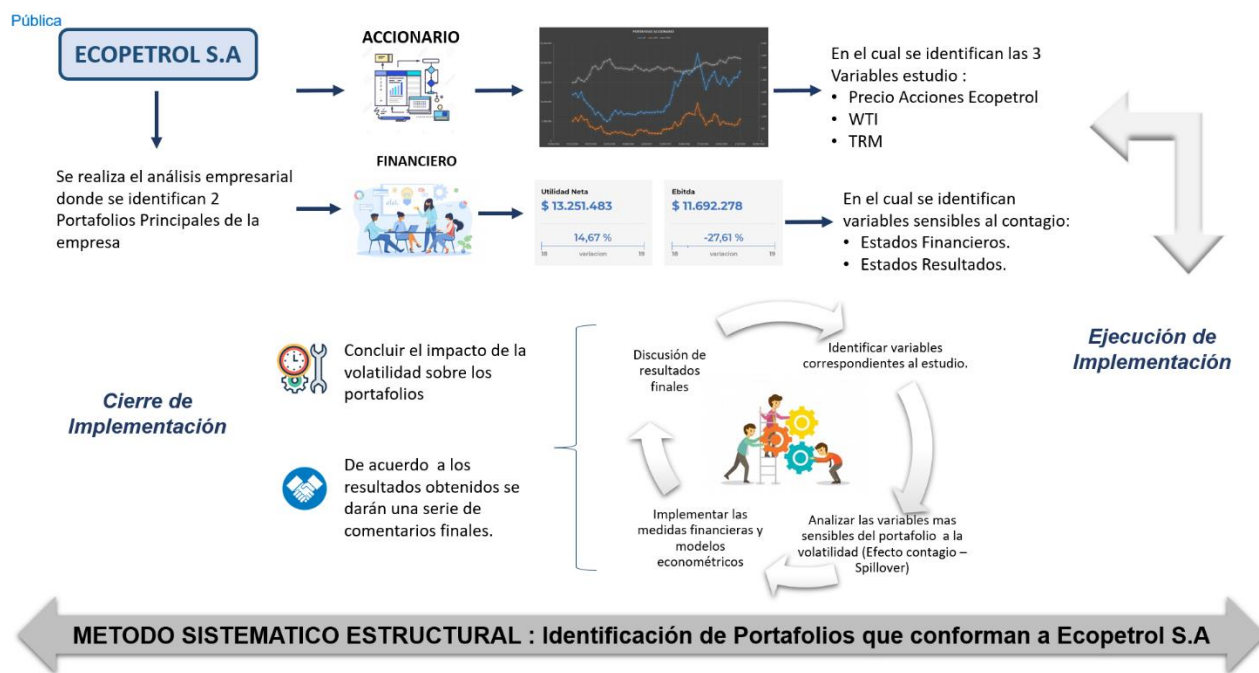 Pública
ECOPETROL S.A
ACCIONARIO
PORTAFOLIO ACCIONARIO
En el cual se identifican las 3
Variables estudio :
• Precio Acciones Ecopetrol
• WTI
• TRM
Se realiza el análisis empresarial
donde se identifican 2
Portafolios Principales de la
empresa
FINANCIERO
Utilidad Neta
$ 13.251.483
14,67 %
18 variacion 19
Ebitda
$ 11.692.278
-27,61 %
18 variacion 19
En el cual se identifican
variables sensibles al contagio:
• Estados Financieros.
• Estados Resultados.
Ejecución de
Implementación
Cierre de
Implementación
Concluir el impacto de la
volatilidad sobre los
portafolios
De acuerdo a los
resultados obtenidos se
darán una serie de
comentarios finales.
Discusión de
resultados
finales
Identificar variables
correspondientes al estudio.
Implementar las
medidas financieras y
modelos
econométricos
Analizar las variables mas
sensibles del portafolio a la
volatilidad (Efecto contagio –
Spillover)
METODO SISTEMATICO ESTRUCTURAL : Identificación de Portafolios que conforman a Ecopetrol S.A